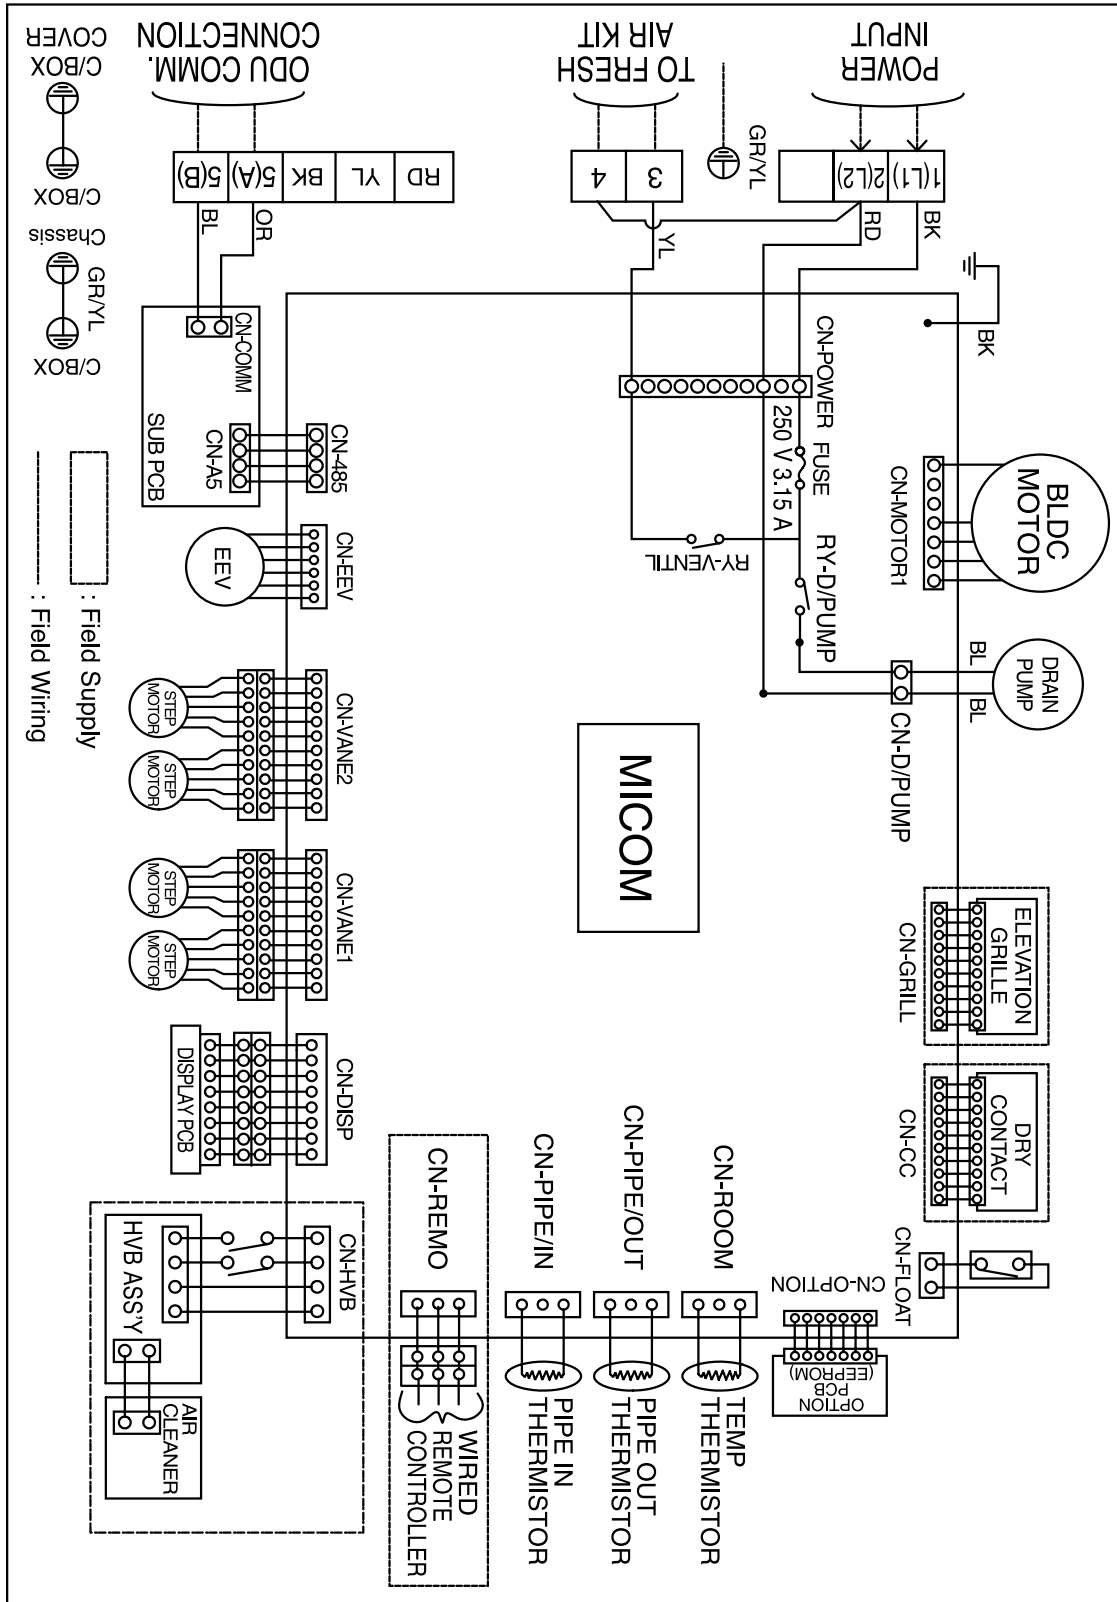 POWER
INPUT
TO FRESH
AIR KIT
ODU COMM.
CONNECTION
C/BOX
COVER
C/BOX
Chassis
GR/YL
C/BOX
1(L1)
2(L2)
GR/YL
3
4
RD
YL
BK
5(A)
5(B)
BK
RD
YL
OR
BL
BK
CN-POWER
FUSE
250 V 3.15 A
RY-VENTIL
RY-D/PUMP
CN-COMM
SUB PCB
CN-A5
CN-485
EEV
CN-EEV
BLDC
MOTOR
CN-MOTOR1
DRAIN
PUMP
BL
BL
CN-D/PUMP
MICOM
STEP
MOTOR
STEP
MOTOR
CN-VANE2
STEP
MOTOR
STEP
MOTOR
CN-VANE1
DISPLAY PCB
CN-DISP
ELEVATION
GRILLE
CN-GRILL
DRY
CONTACT
CN-CC
CN-FLOAT
CN-OPTION
OPTION
PCB
(EEPROM)
CN-ROOM
TEMP
THERMISTOR
CN-PIPE/OUT
PIPE OUT
THERMISTOR
CN-PIPE/IN
PIPE IN
THERMISTOR
CN-REMO
WIRED
REMOTE
CONTROLLER
CN-HVB
HVB ASS'Y
AIR
CLEANER
: Field Supply
: Field Wiring